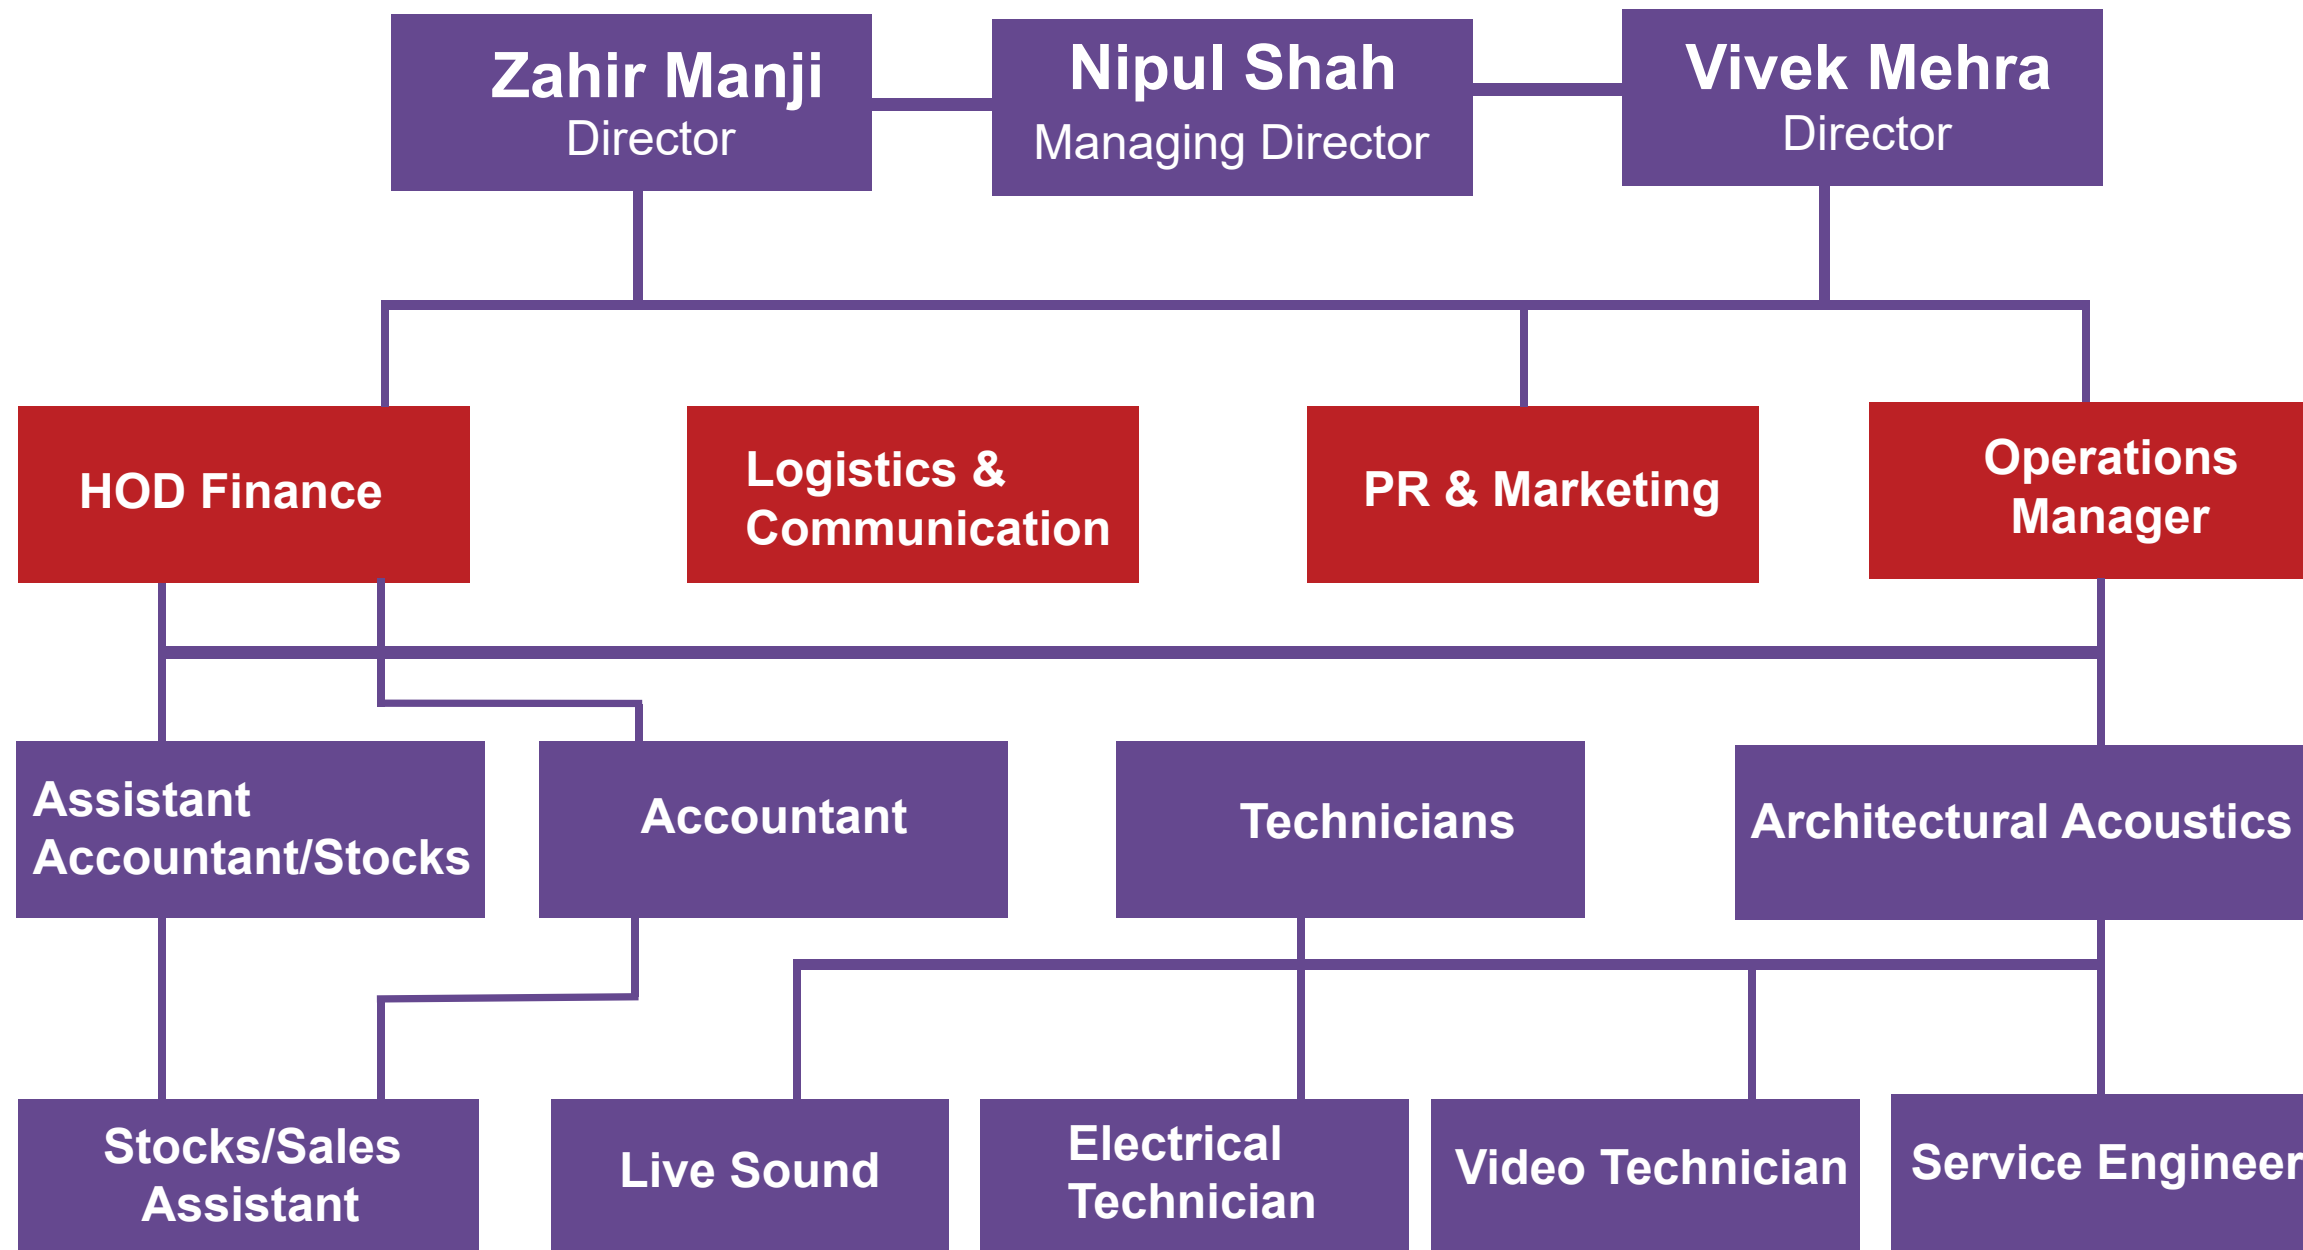 Zahir Manji
Director
Nipul Shah
Managing Director
Vivek Mehra
Director
HOD Finance
Logistics &
Communication
PR & Marketing
Operations
Manager
Assistant
Accountant/Stocks
Accountant
Technicians
Architectural Acoustics
Stocks/Sales
Assistant
Live Sound
Electrical
Technician
Video Technician
Service Engineer